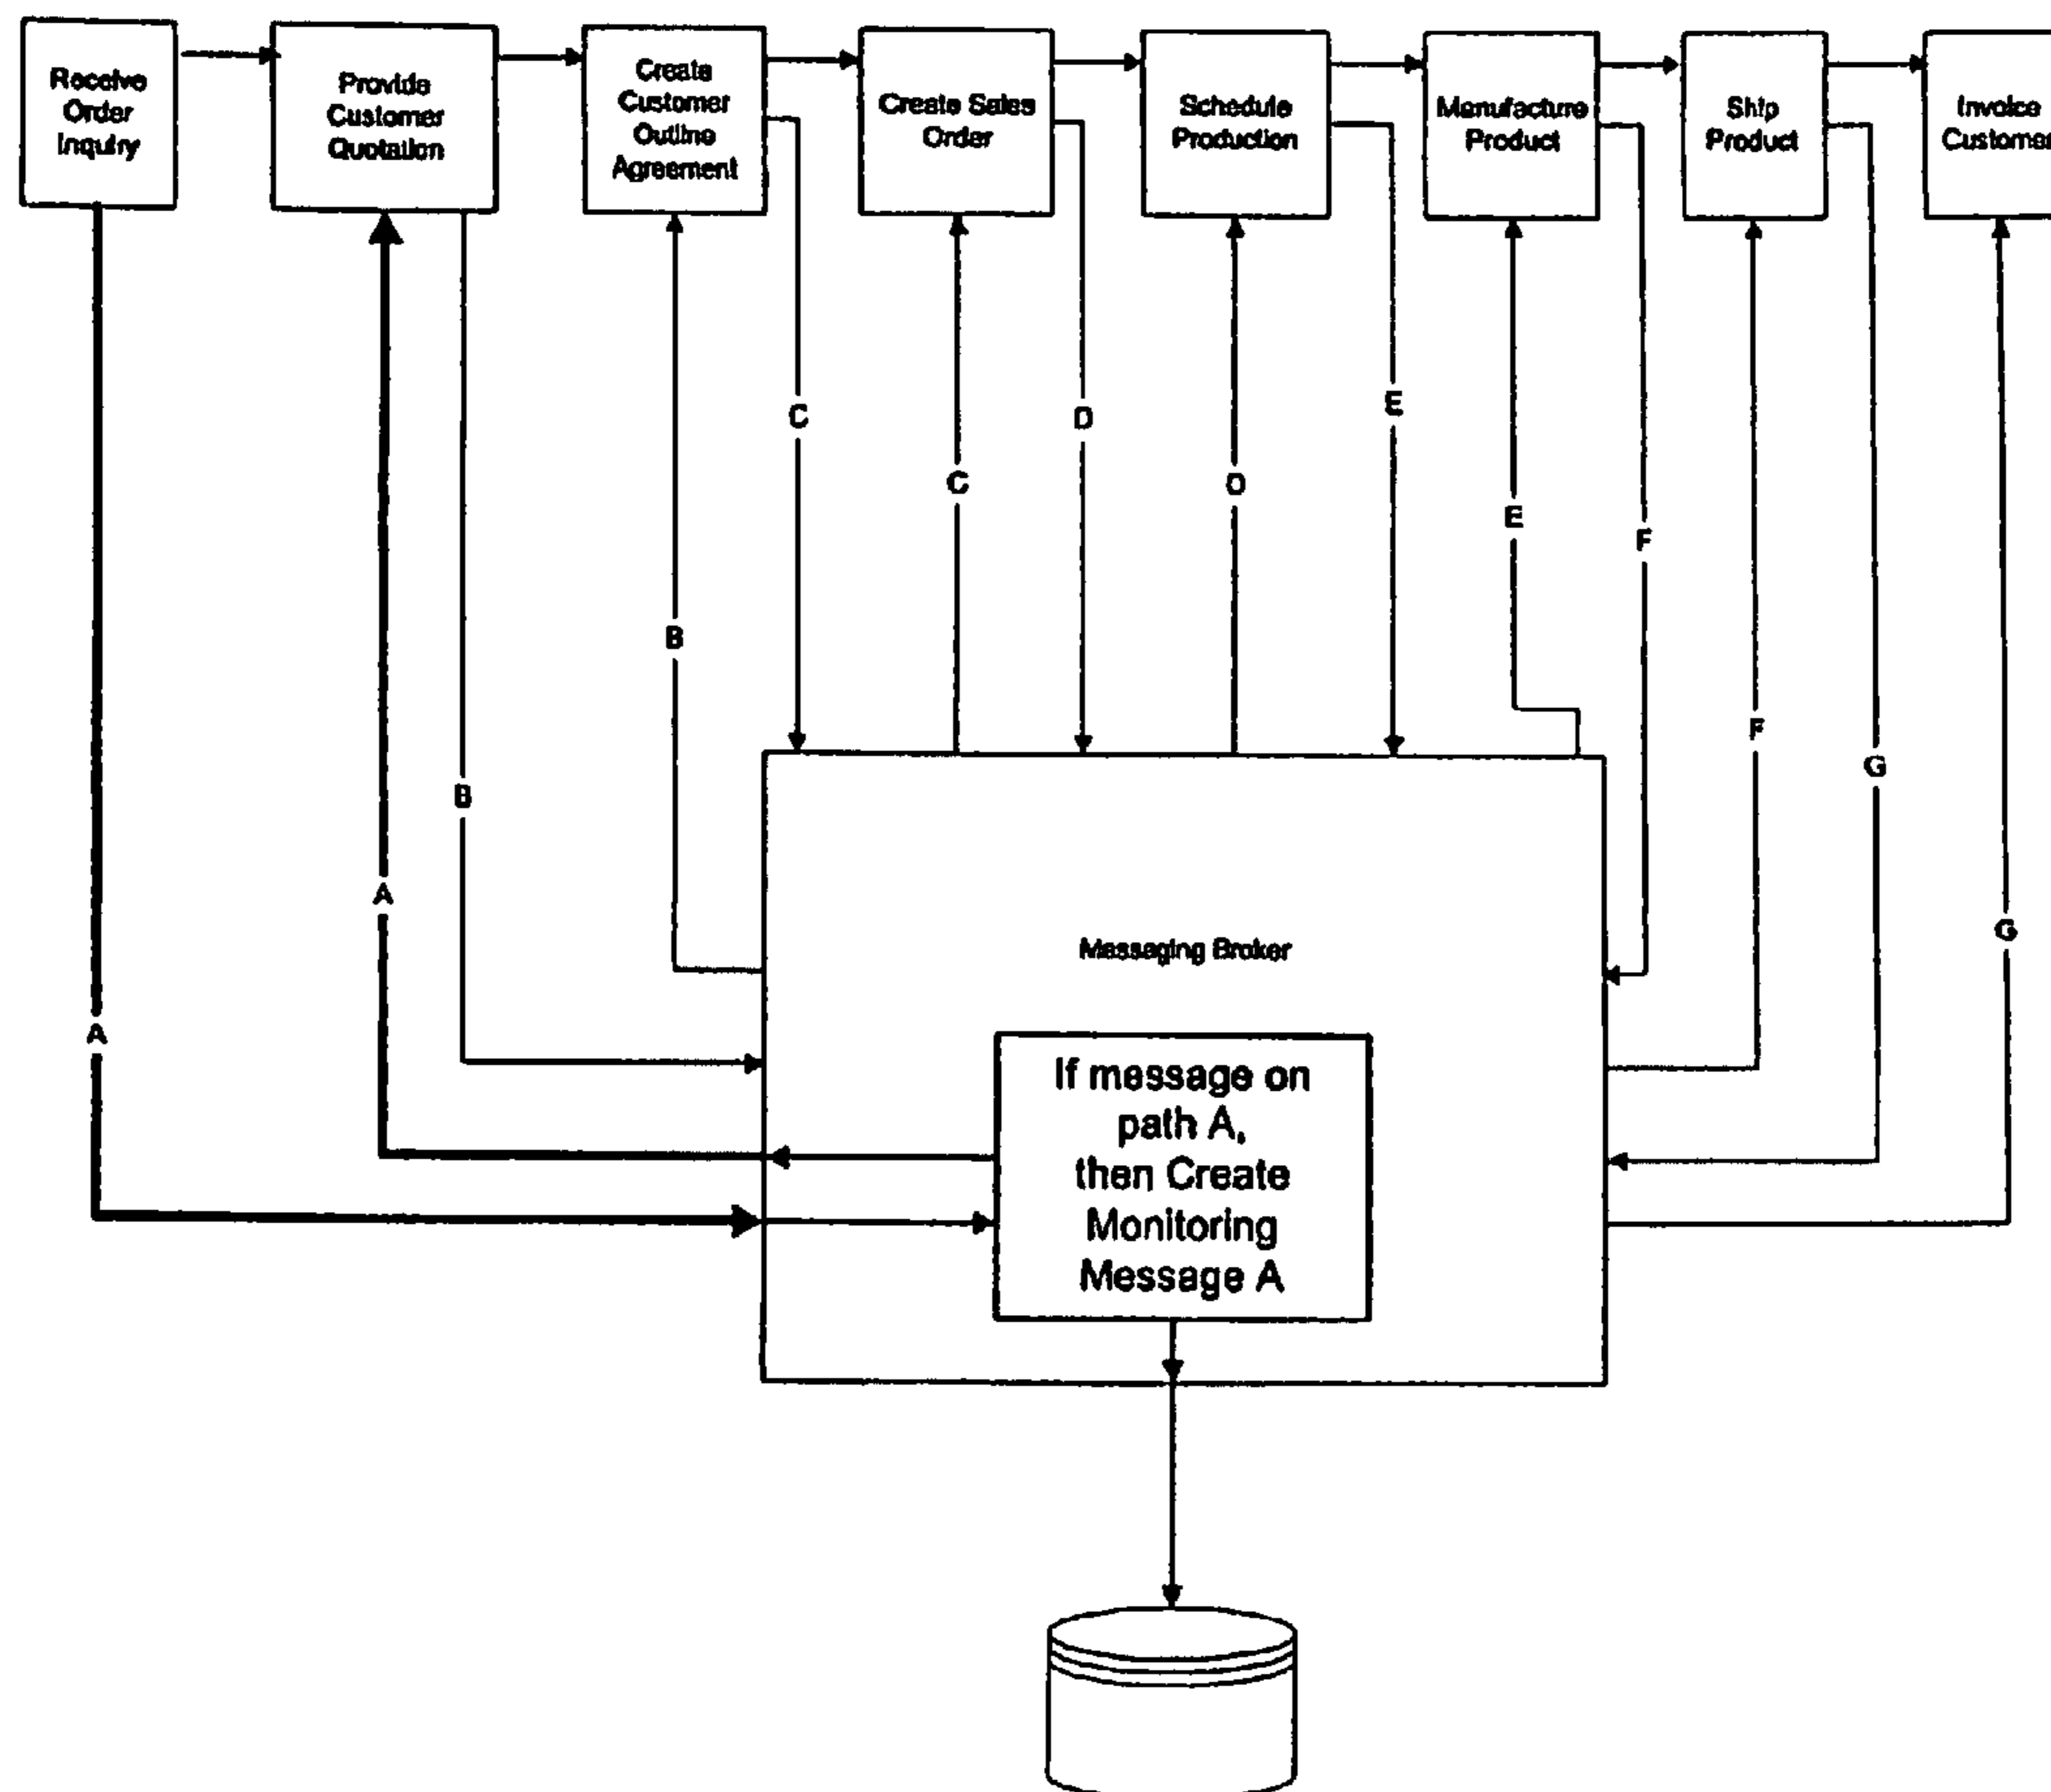 Receive
Order
Inquiry
Provide
Customer
Quotation
Create
Customer
Outline
Agreement
Create Sales
Order
Schedule
Production
Manufacture
Product
Ship
Product
Invoice
Customer
C
D
E
C
D
E
F
B
F
G
B
A
G
A
Messaging Broker
If message on
path A,
then Create
Monitoring
Message A